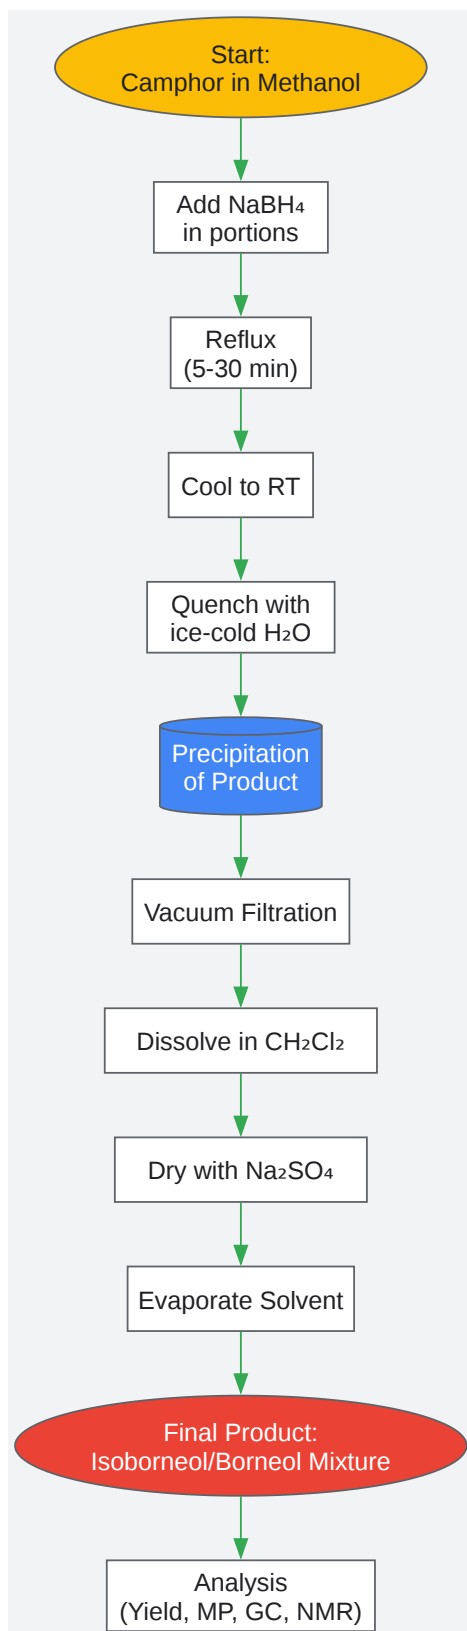 Start:
Camphor in Methanol
Add NaBH₄
in portions
Reflux
(5-30 min)
Cool to RT
Quench with
ice-cold H₂O
Precipitation
of Product
Vacuum Filtration
Dissolve in CH₂Cl₂
Dry with Na₂SO₄
Evaporate Solvent
Final Product:
Isoborneol/Borneol Mixture
Analysis
(Yield, MP, GC, NMR)